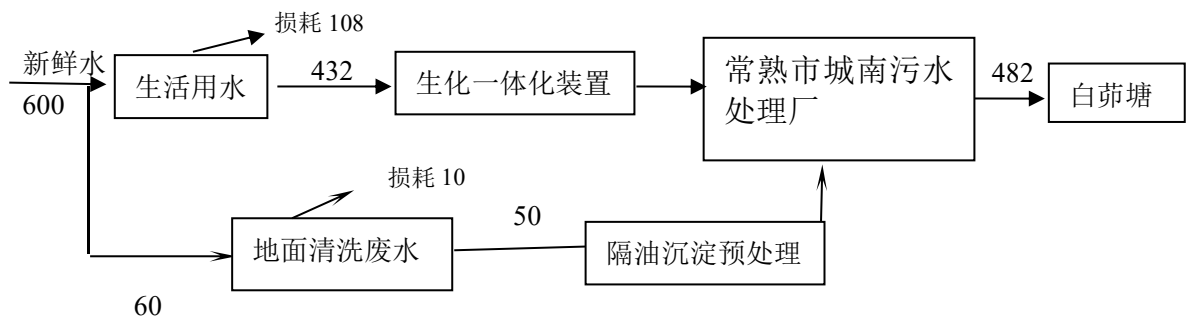 损耗 108
新鲜水
600
生活用水
432
生化一体化装置
常熟市城南污水
处理厂
482
白茆塘
损耗 10
地面清洗废水
50
隔油沉淀预处理
60